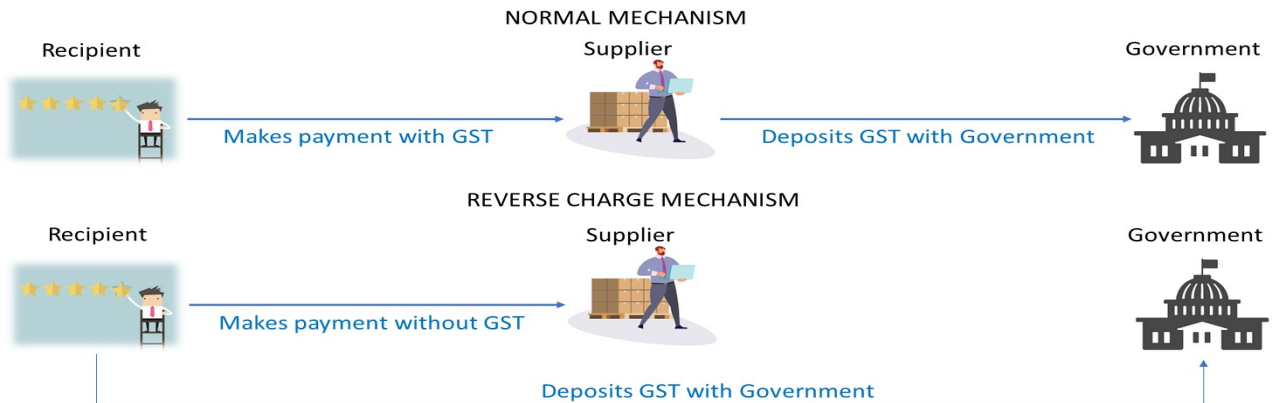 NORMAL MECHANISM
Recipient
Supplier
Government
Makes payment with GST
Deposits GST with Government
REVERSE CHARGE MECHANISM
Recipient
Supplier
Government
Makes payment without GST
Deposits GST with Government